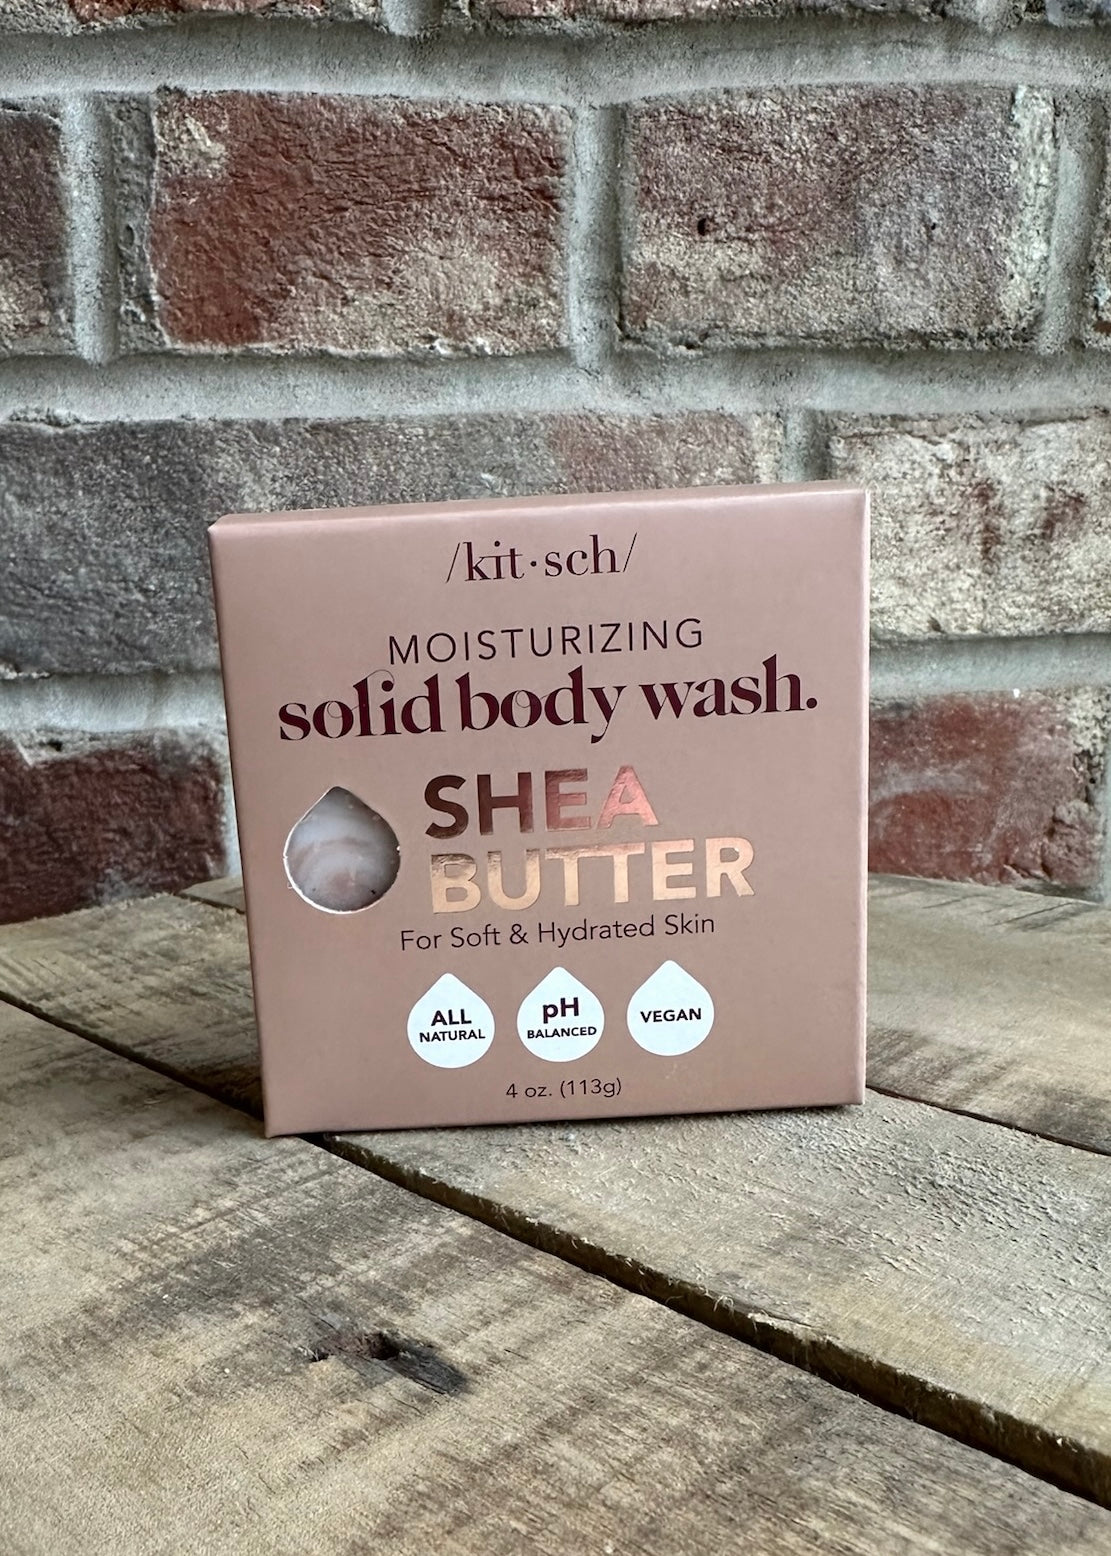 /kit·sch/
MOISTURIZING
solid body wash.
SHEA
BUTTER
For Soft & Hydrated Skin
ALL
NATURAL
pH
BALANCED
VEGAN
4 oz. (113g)